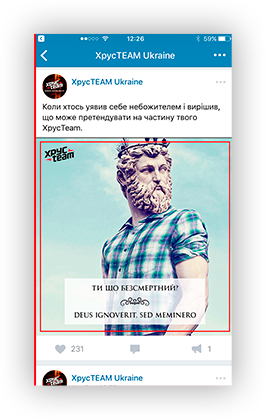 12:26
59%
ХрусTEAM Ukraine
ХрусTEAM Ukraine
Коли хтось уявив себе небожителем і вирішив,
що може претендувати на частину твого
ХрусTeam.
хрус
team
ТИ ШО БЕЗСМЕРТНИЙ?
DEUS IGNOVERIT, SED MEMINERO
231
1
ХрусTEAM Ukraine